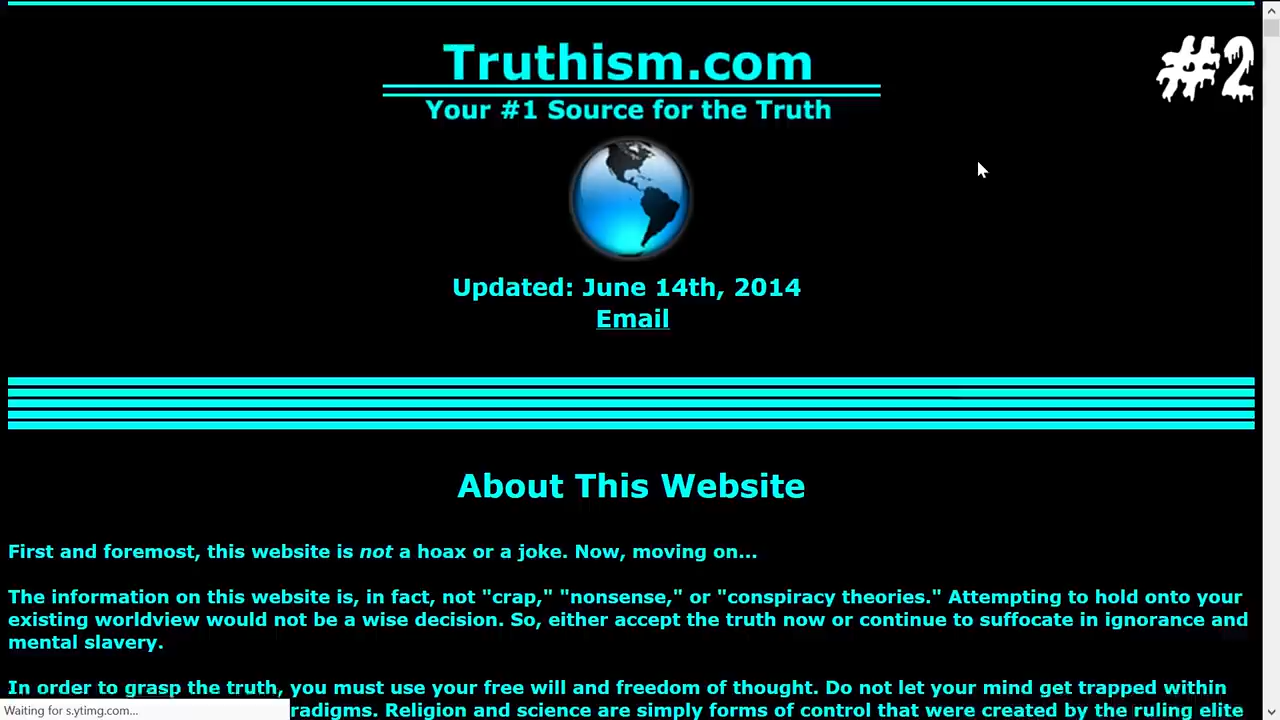 Truthism.com
#2
Your #1 Source for the Truth
Updated: June 14th, 2014
Email
About This Website
First and foremost, this website is not a hoax or a joke. Now, moving on...
The information on this website is, in fact, not "crap," "nonsense," or "conspiracy theories." Attempting to hold onto your
existing worldview would not be a wise decision. So, either accept the truth now or continue to suffocate in ignorance and
mental slavery.
In order to grasp the truth, you must use your free will and freedom of thought. Do not let your mind get trapped within
radigms. Religion and science are simply forms of control that were created by the ruling elite
Waiting for s.ytimg.com...